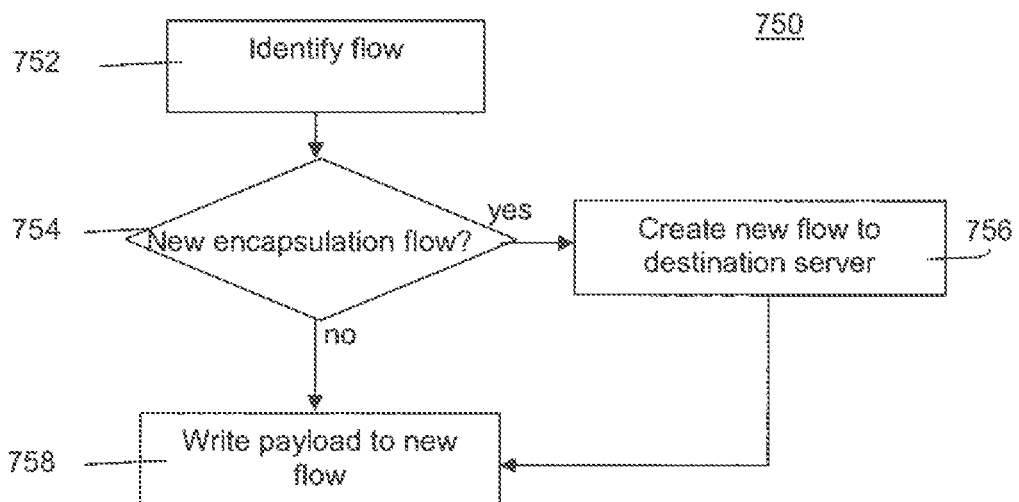 750
752
Identify flow
754
New encapsulation flow?
yes
Create new flow to
destination server
756
no
758
Write payload to new
flow